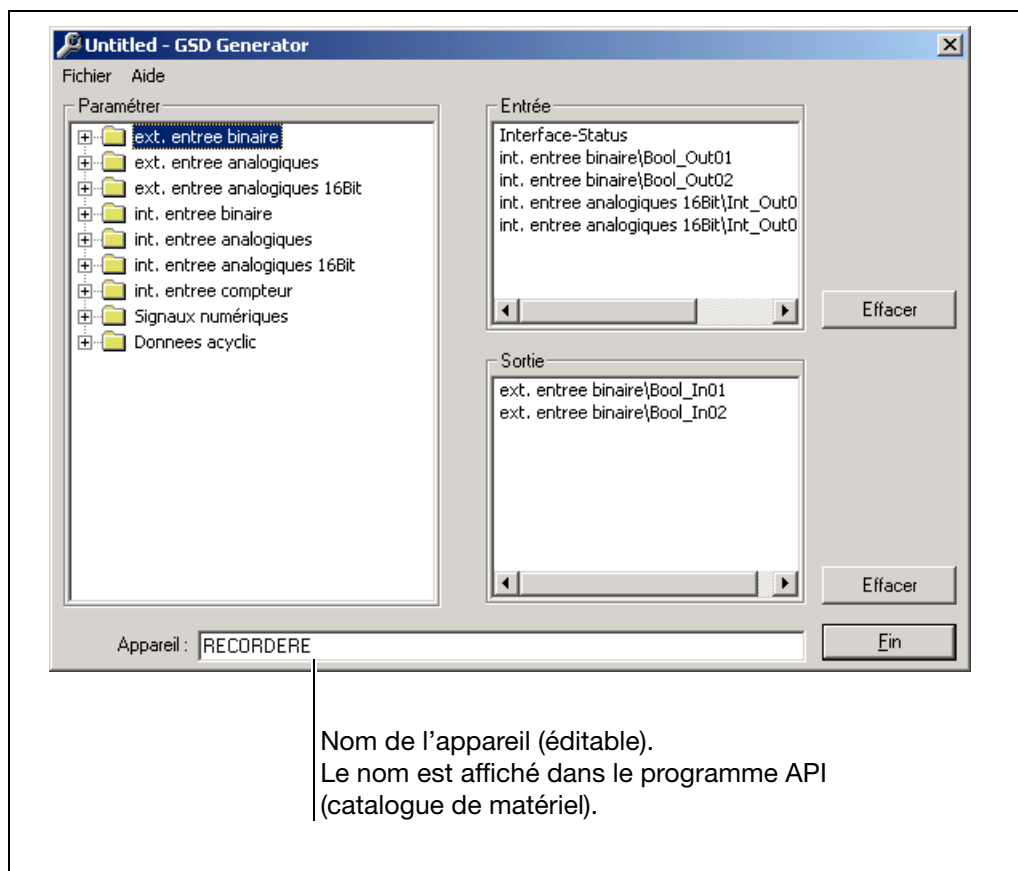 Untitled - GSD Generator
Fichier Aide
Paramétrer
ext. entree binaire
ext. entree analogiques
ext. entree analogiques 16Bit
int. entree binaire
int. entree analogiques
int. entree analogiques 16Bit
int. entree compteur
Signaux numériques
Donnees acyclic
Entrée
Interface-Status
int. entree binaire\Bool_Out01
int. entree binaire\Bool_Out02
int. entree analogiques 16Bit\Int_Out0
int. entree analogiques 16Bit\Int_Out0
Effacer
Sortie
ext. entree binaire\Bool_In01
ext. entree binaire\Bool_In02
Effacer
Appareil : RECORDERE
Fin
Nom de l’appareil (éditable).
Le nom est affiché dans le programme API
(catalogue de matériel).